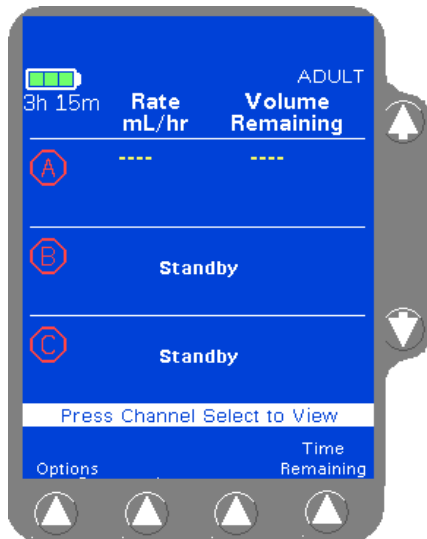 ADULT
3h 15m Rate Volume
mL/hr Remaining
A ---- ----
B Standby
C Standby
Press Channel Select to View
Time
Options Remaining